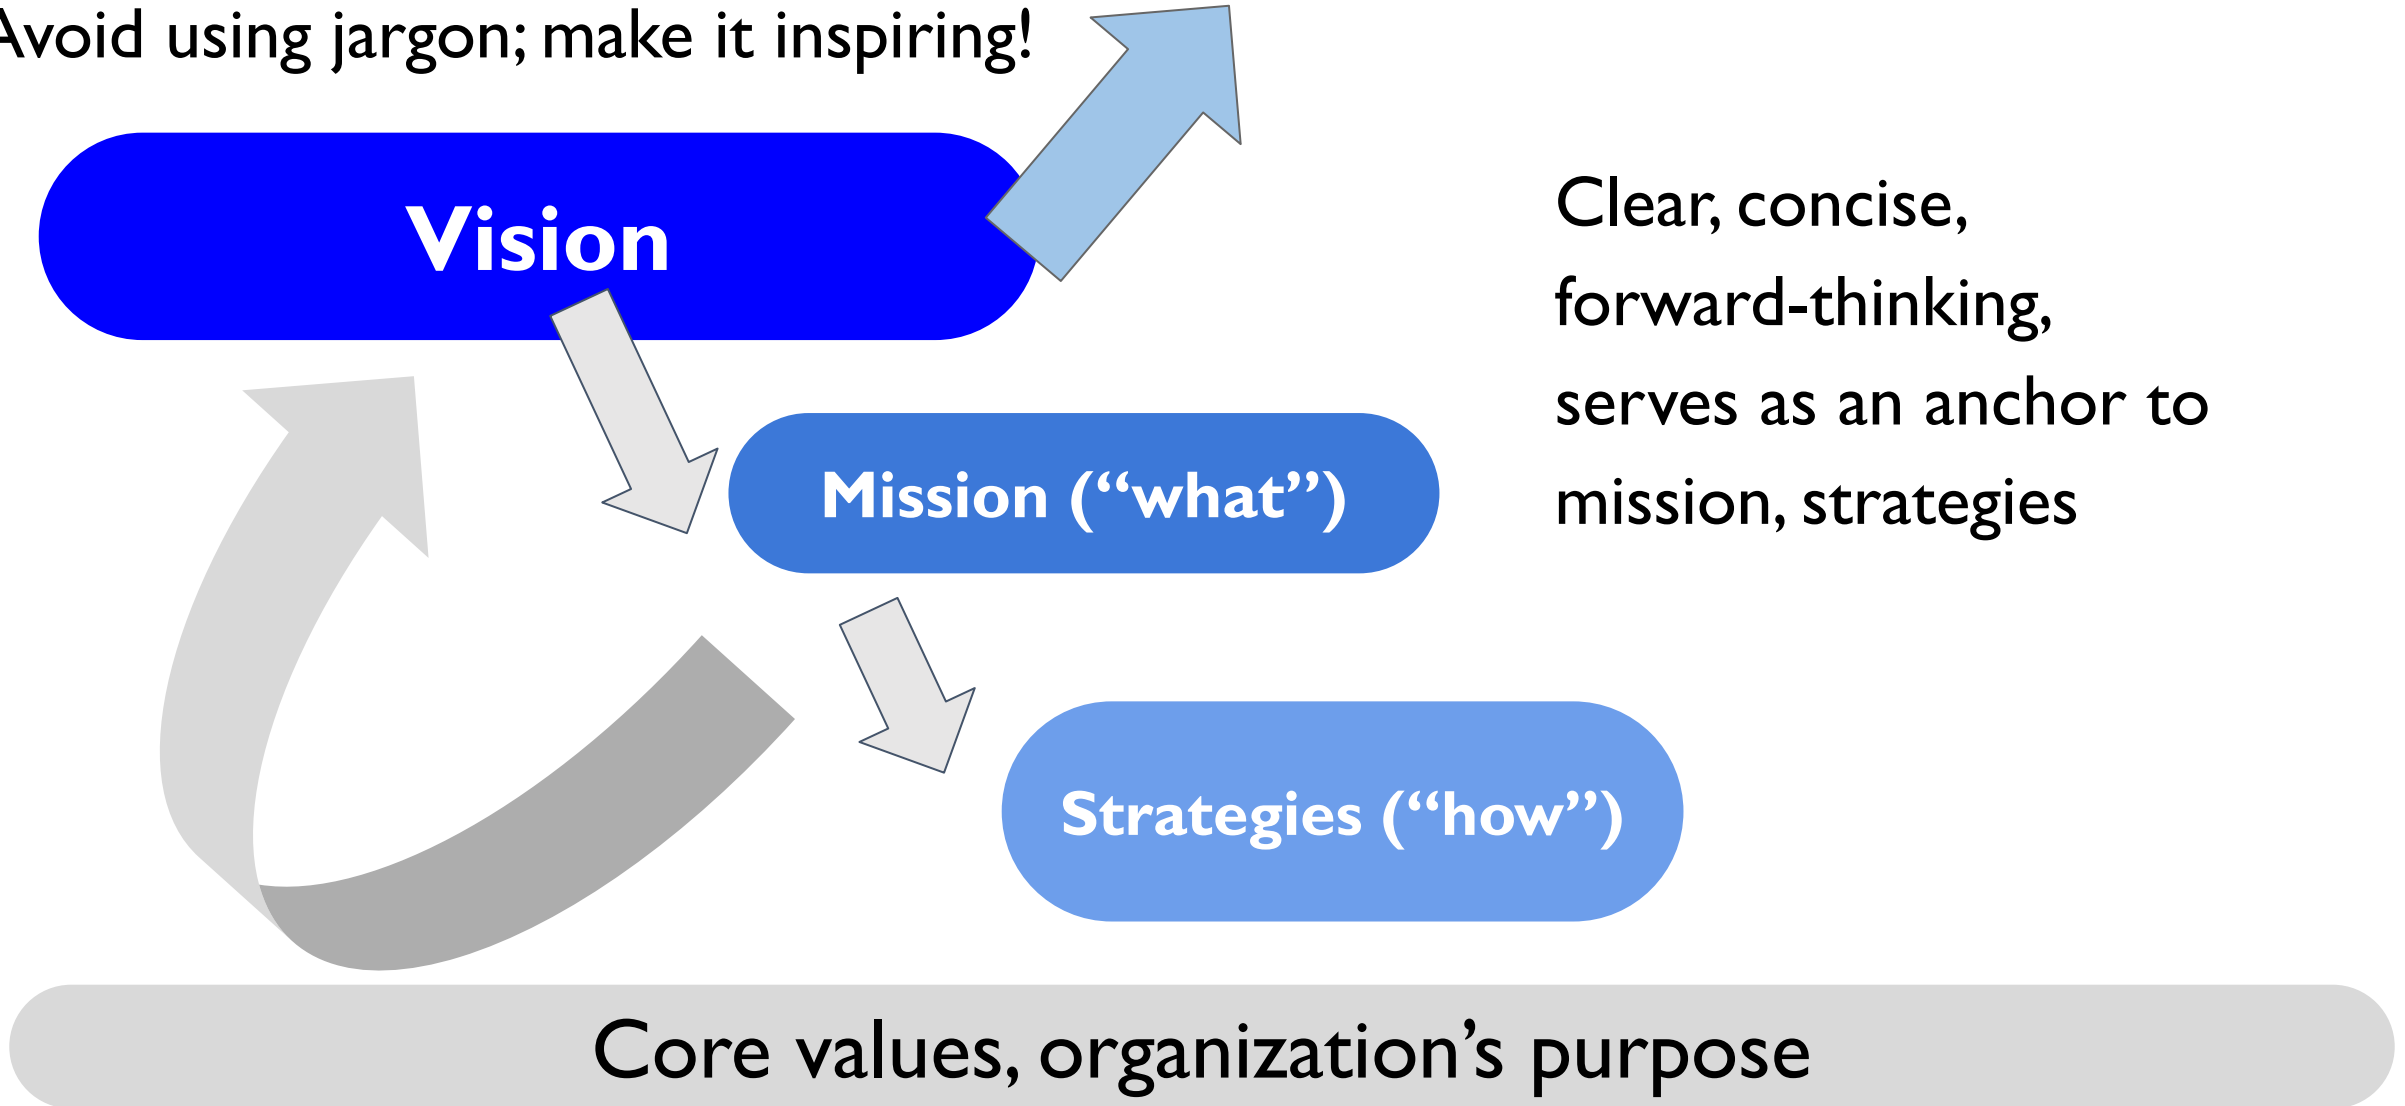 Avoid using jargon; make it inspiring!
Vision
Clear, concise,
forward-thinking,
serves as an anchor to
mission, strategies
Mission (“what”)
Strategies (“how”)
Core values, organization’s purpose